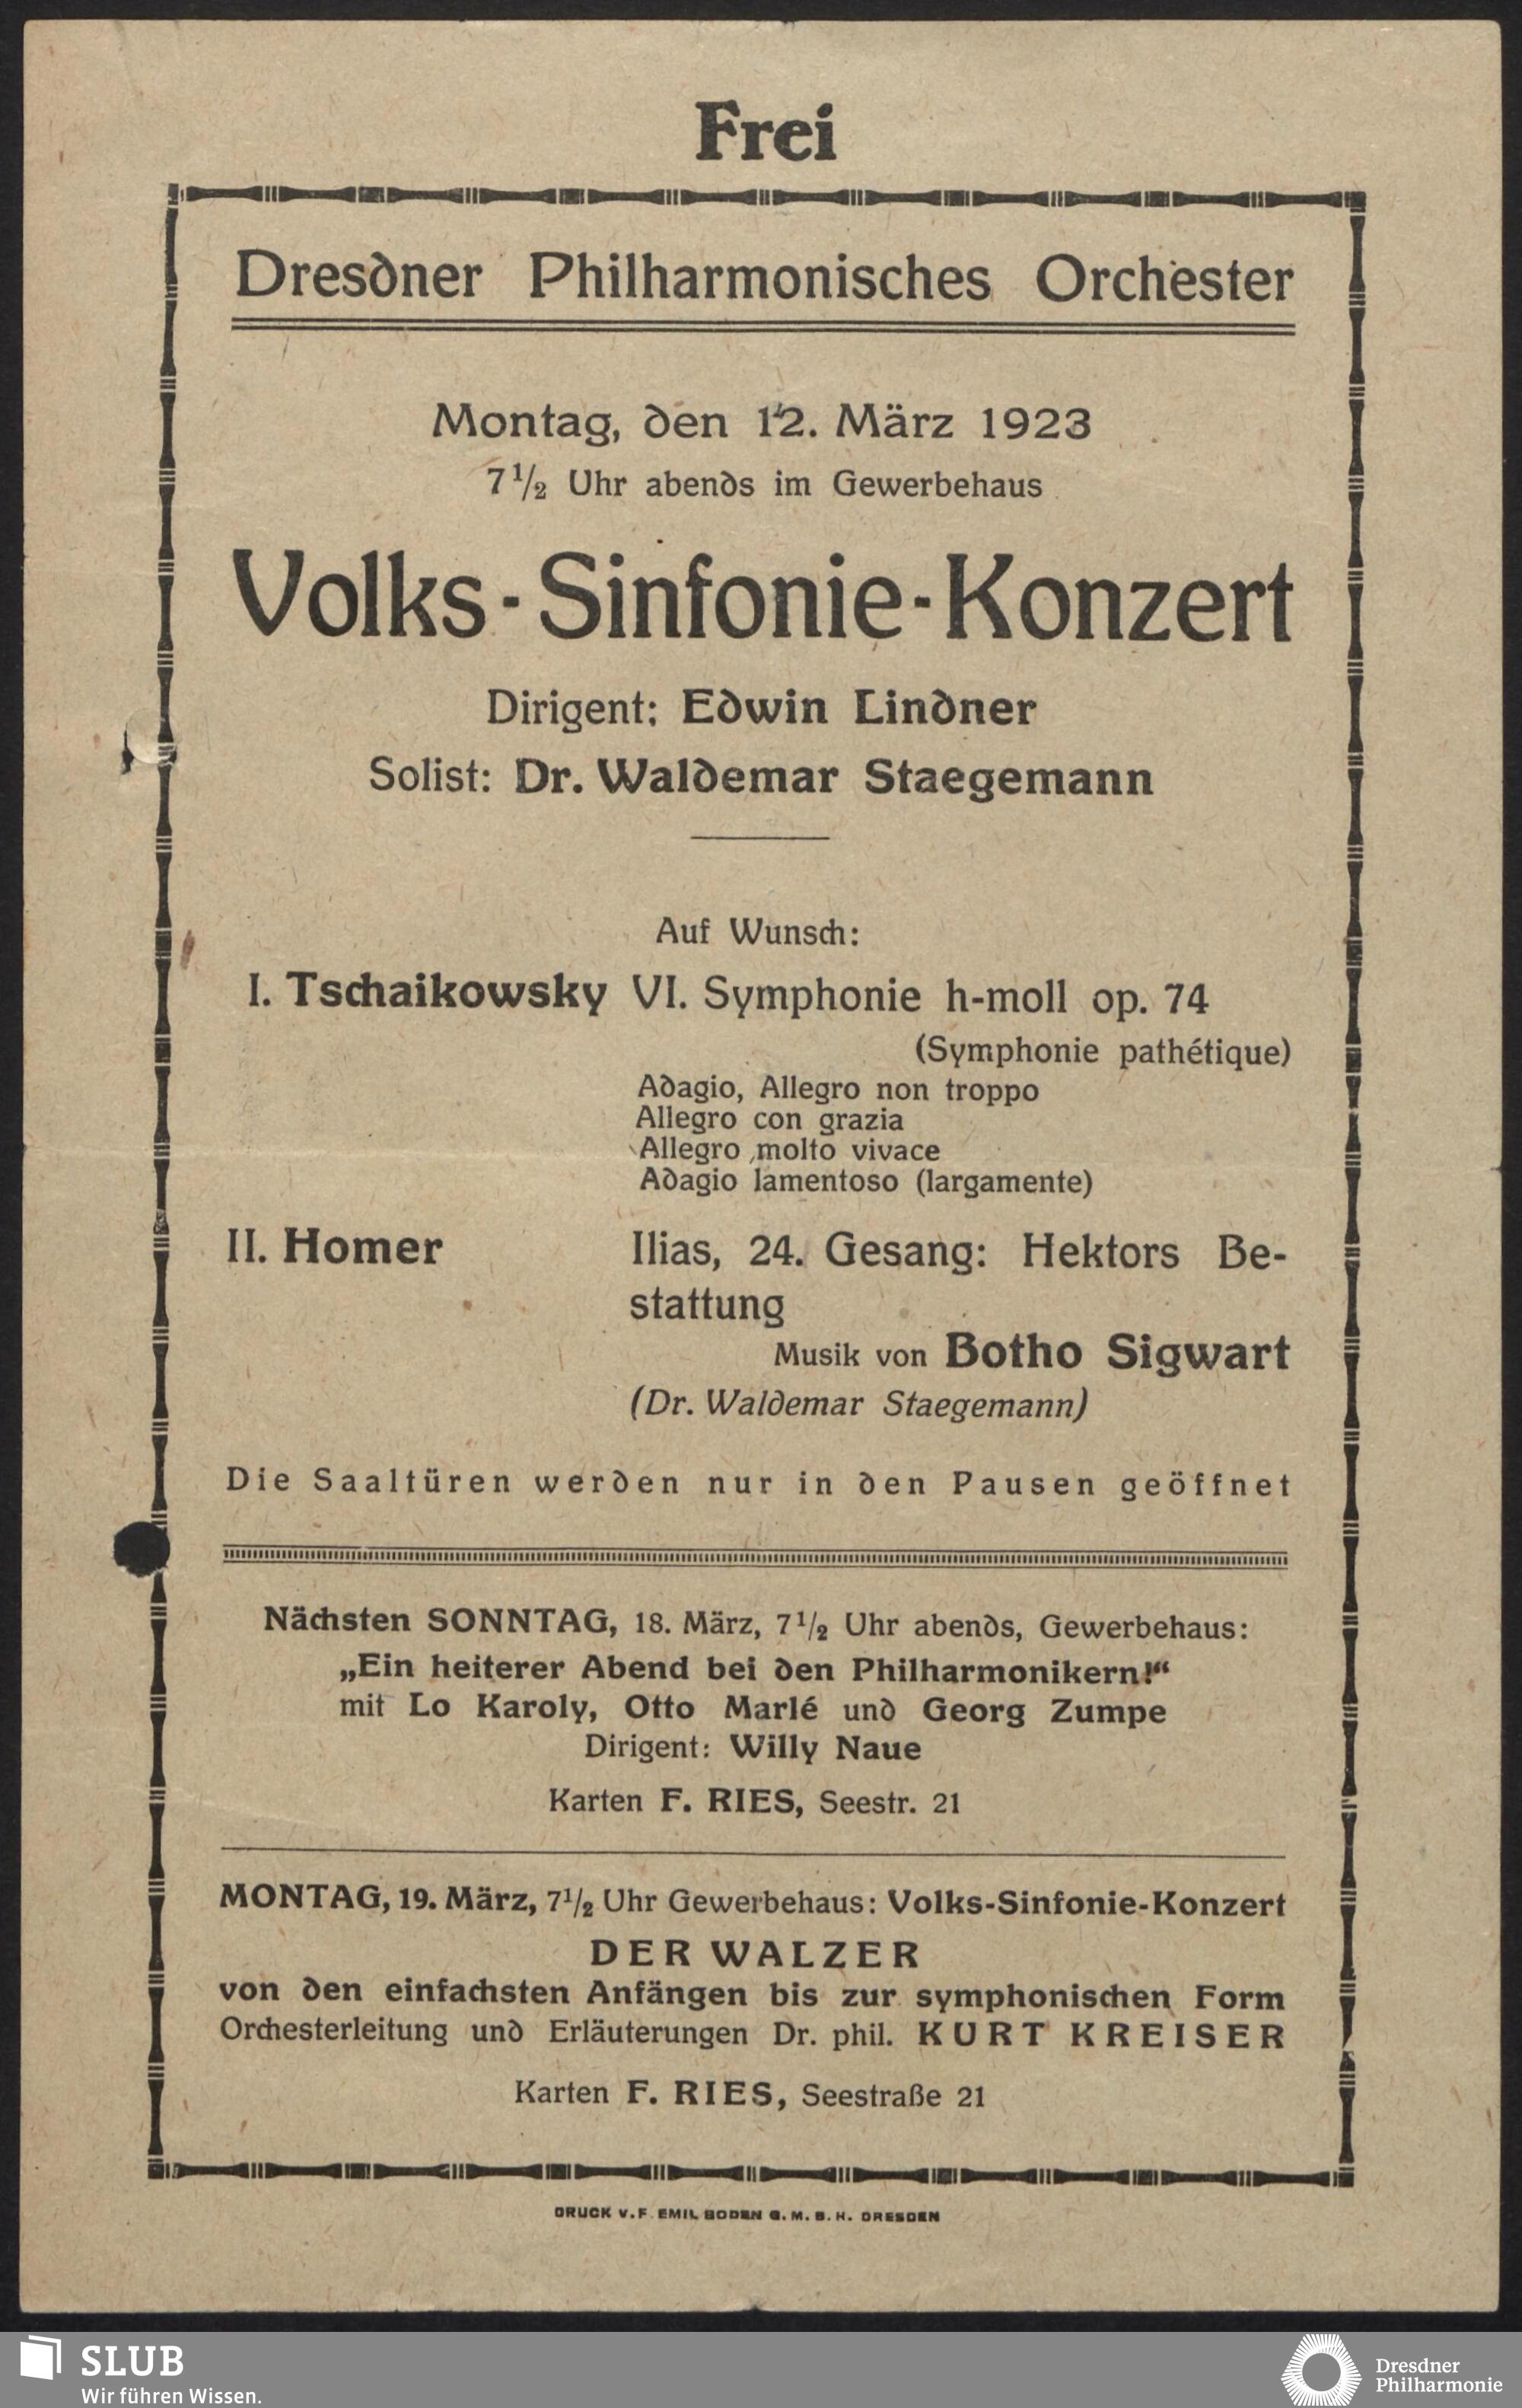 Frei
Dresdner Philharmonisches Orchester
Montag, den 12. März 1923
7 1/2 Uhr abends im Gewerbehaus
Volks-Sinfonie-Konzert
Dirigent: Edwin Lindner
Solist: Dr. Waldemar Staegemann
Auf Wunsch:
I. Tschaikowsky VI. Symphonie h-moll op. 74
(Symphonie pathétique)
Adagio, Allegro non troppo
Allegro con grazia
Allegro molto vivace
Adagio lamentoso (largamente)
II. Homer Ilias, 24. Gesang: Hektors Be-
stattung
Musik von Botho Sigwart
(Dr. Waldemar Staegemann)
Die Saaltüren werden nur in den Pausen geöffnet
Nächsten SONNTAG, 18. März, 7 1/2 Uhr abends, Gewerbehaus:
„Ein heiterer Abend bei den Philharmonikern!“
mit Lo Karoly, Otto Marlé und Georg Zumpe
Dirigent: Willy Naue
Karten F. RIES, Seestr. 21
MONTAG, 19. März, 7 1/2 Uhr Gewerbehaus: Volks-Sinfonie-Konzert
DER WALZER
von den einfachsten Anfängen bis zur symphonischen Form
Orchesterleitung und Erläuterungen Dr. phil. KURT KREISER
Karten F. RIES, Seestraße 21
DRUCK v. F. EMIL BODEN G. M. B. H. DRESDEN
SLUB
Wir führen Wissen.
Dresdner
Philharmonie